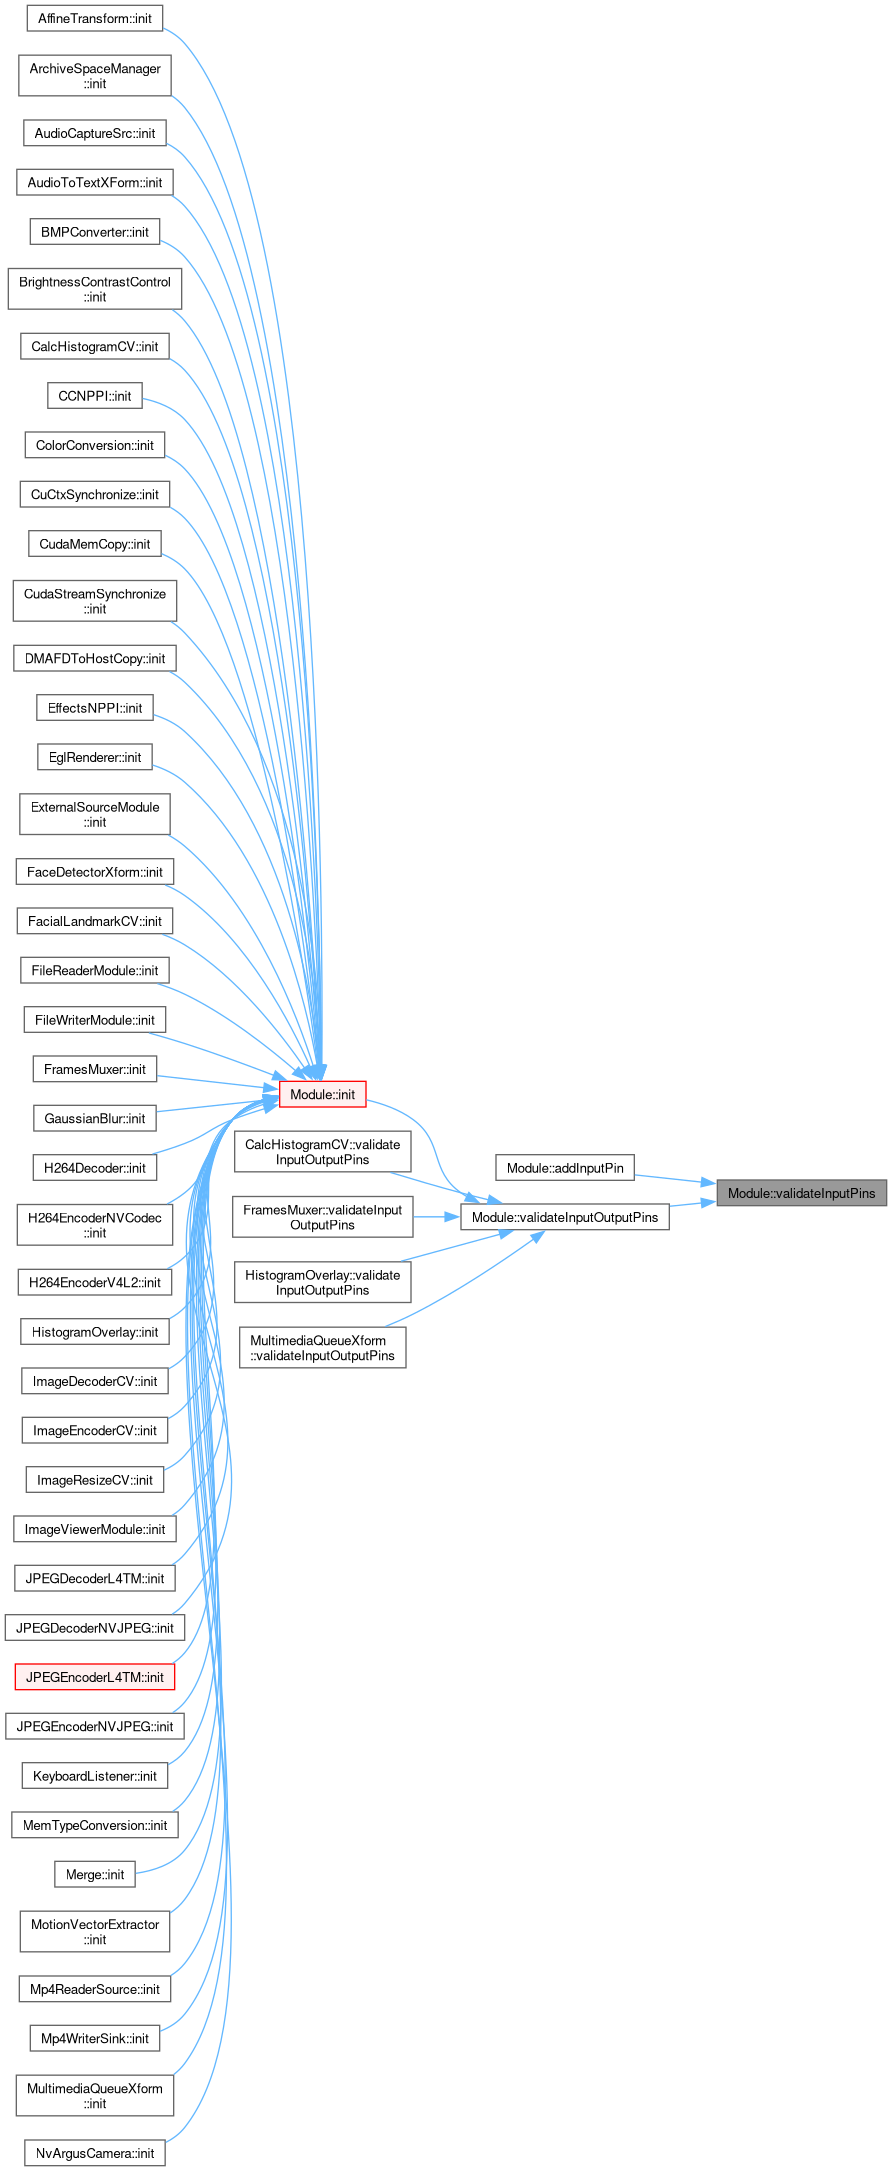 AffineTransform::init
ArchiveSpaceManager
::init
AudioCaptureSrc::init
AudioToTextXForm::init
BMPConverter::init
BrightnessContrastControl
::init
CalcHistogramCV::init
CCNPPI::init
ColorConversion::init
CuCtxSynchronize::init
CudaMemCopy::init
CudaStreamSynchronize
::init
DMAFDToHostCopy::init
EffectsNPPI::init
EglRenderer::init
ExternalSourceModule
::init
FaceDetectorXform::init
FacialLandmarkCV::init
FileReaderModule::init
FileWriterModule::init
FramesMuxer::init
GaussianBlur::init
H264Decoder::init
H264EncoderNVCodec
::init
H264EncoderV4L2::init
HistogramOverlay::init
ImageDecoderCV::init
ImageEncoderCV::init
ImageResizeCV::init
ImageViewerModule::init
JPEGDecoderL4TM::init
JPEGDecoderNVJPEG::init
JPEGEncoderL4TM::init
JPEGEncoderNVJPEG::init
KeyboardListener::init
MemTypeConversion::init
Merge::init
MotionVectorExtractor
::init
Mp4ReaderSource::init
Mp4WriterSink::init
MultimediaQueueXform
::init
NvArgusCamera::init
Module::init
CalcHistogramCV::validate
InputOutputPins
FramesMuxer::validateInput
OutputPins
HistogramOverlay::validate
InputOutputPins
MultimediaQueueXform
::validateInputOutputPins
Module::addInputPin
Module::validateInputOutputPins
Module::validateInputPins